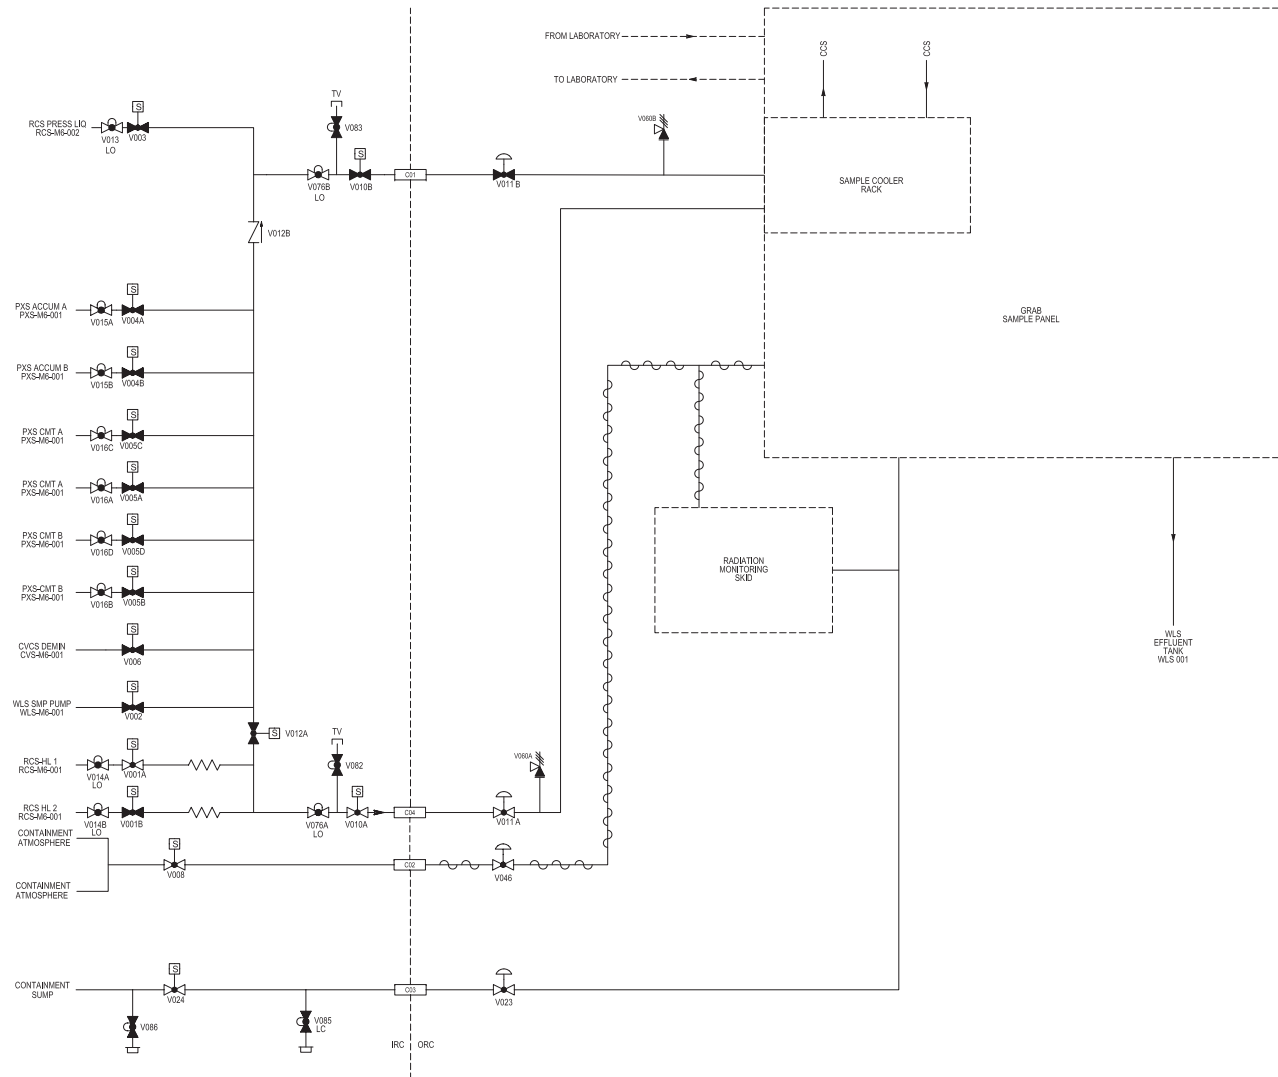 FROM LABORATORY
TO LABORATORY
CCS
CCS
TV
S
V083
RCS PRESS LIQ
RCS-M6-002
V013
LO
V003
S
V076B
LO
V010B
C01
V011 B
V060B
SAMPLE COOLER
RACK
V012B
GRAB
SAMPLE PANEL
S
PXS ACCUM A
PXS-M6-001
V015A
V004A
S
PXS ACCUM B
PXS-M6-001
V015B
V004B
S
PXS CMT A
PXS-M6-001
V016C
V005C
S
PXS CMT A
PXS-M6-001
V016A
V005A
S
PXS CMT B
PXS-M6-001
V016D
V005D
S
PXS-CMT B
PXS-M6-001
V016B
V005B
RADIATION
MONITORING
SKID
S
CVCS DEMIN
CVS-M6-001
V006
WLS
EFFLUENT
TANK
WLS 001
S
WLS SMP PUMP
WLS-M6-001
V002
S
V012A
TV
V082
S
RCS-HL 1
RCS-M6-001
V014A
LO
V001A
V060A
S
RCS HL 2
RCS-M6-001
V014B
LO
V001B
V076A
LO
S
V010A
C04
V011 A
CONTAINMENT
ATMOSPHERE
S
V008
C02
V046
CONTAINMENT
ATMOSPHERE
S
CONTAINMENT
SUMP
V024
C03
V023
V086
V085
LC
IRC
ORC